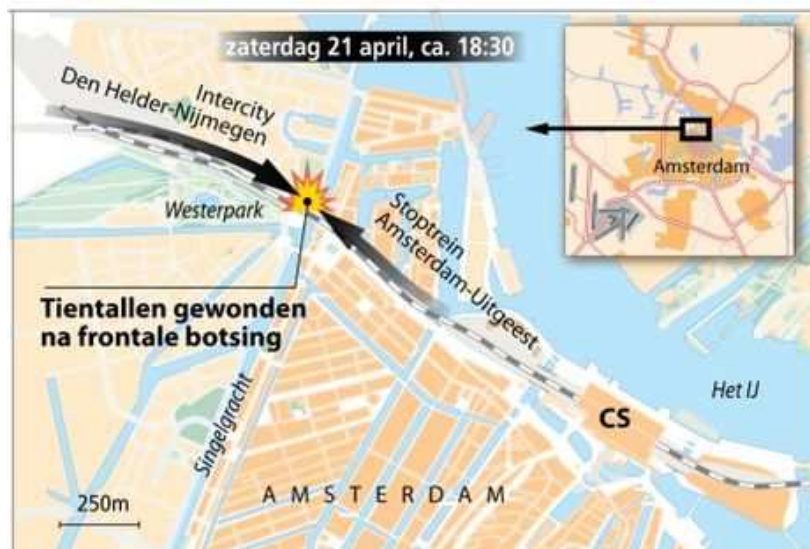 zaterdag 21 april, ca. 18:30
Intercity
Den Helder-Nijmegen
Amsterdam
Westerpark
Stoptrein
Amsterdam-Uitgeest
Tientallen gewonden
na frontale botsing
Singelgracht
Het IJ
CS
250m
AMSTERDAM